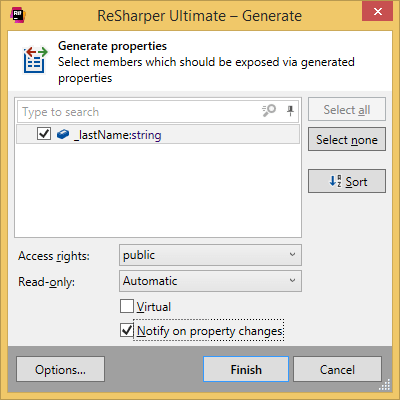 ReSharper Ultimate – Generate
Generate properties
Select members which should be exposed via generated
properties
Type to search
Select all
_lastName:string
Select none
Sort
Access rights: public
Read-only: Automatic
Virtual
Notify on property changes
Options... Finish Cancel